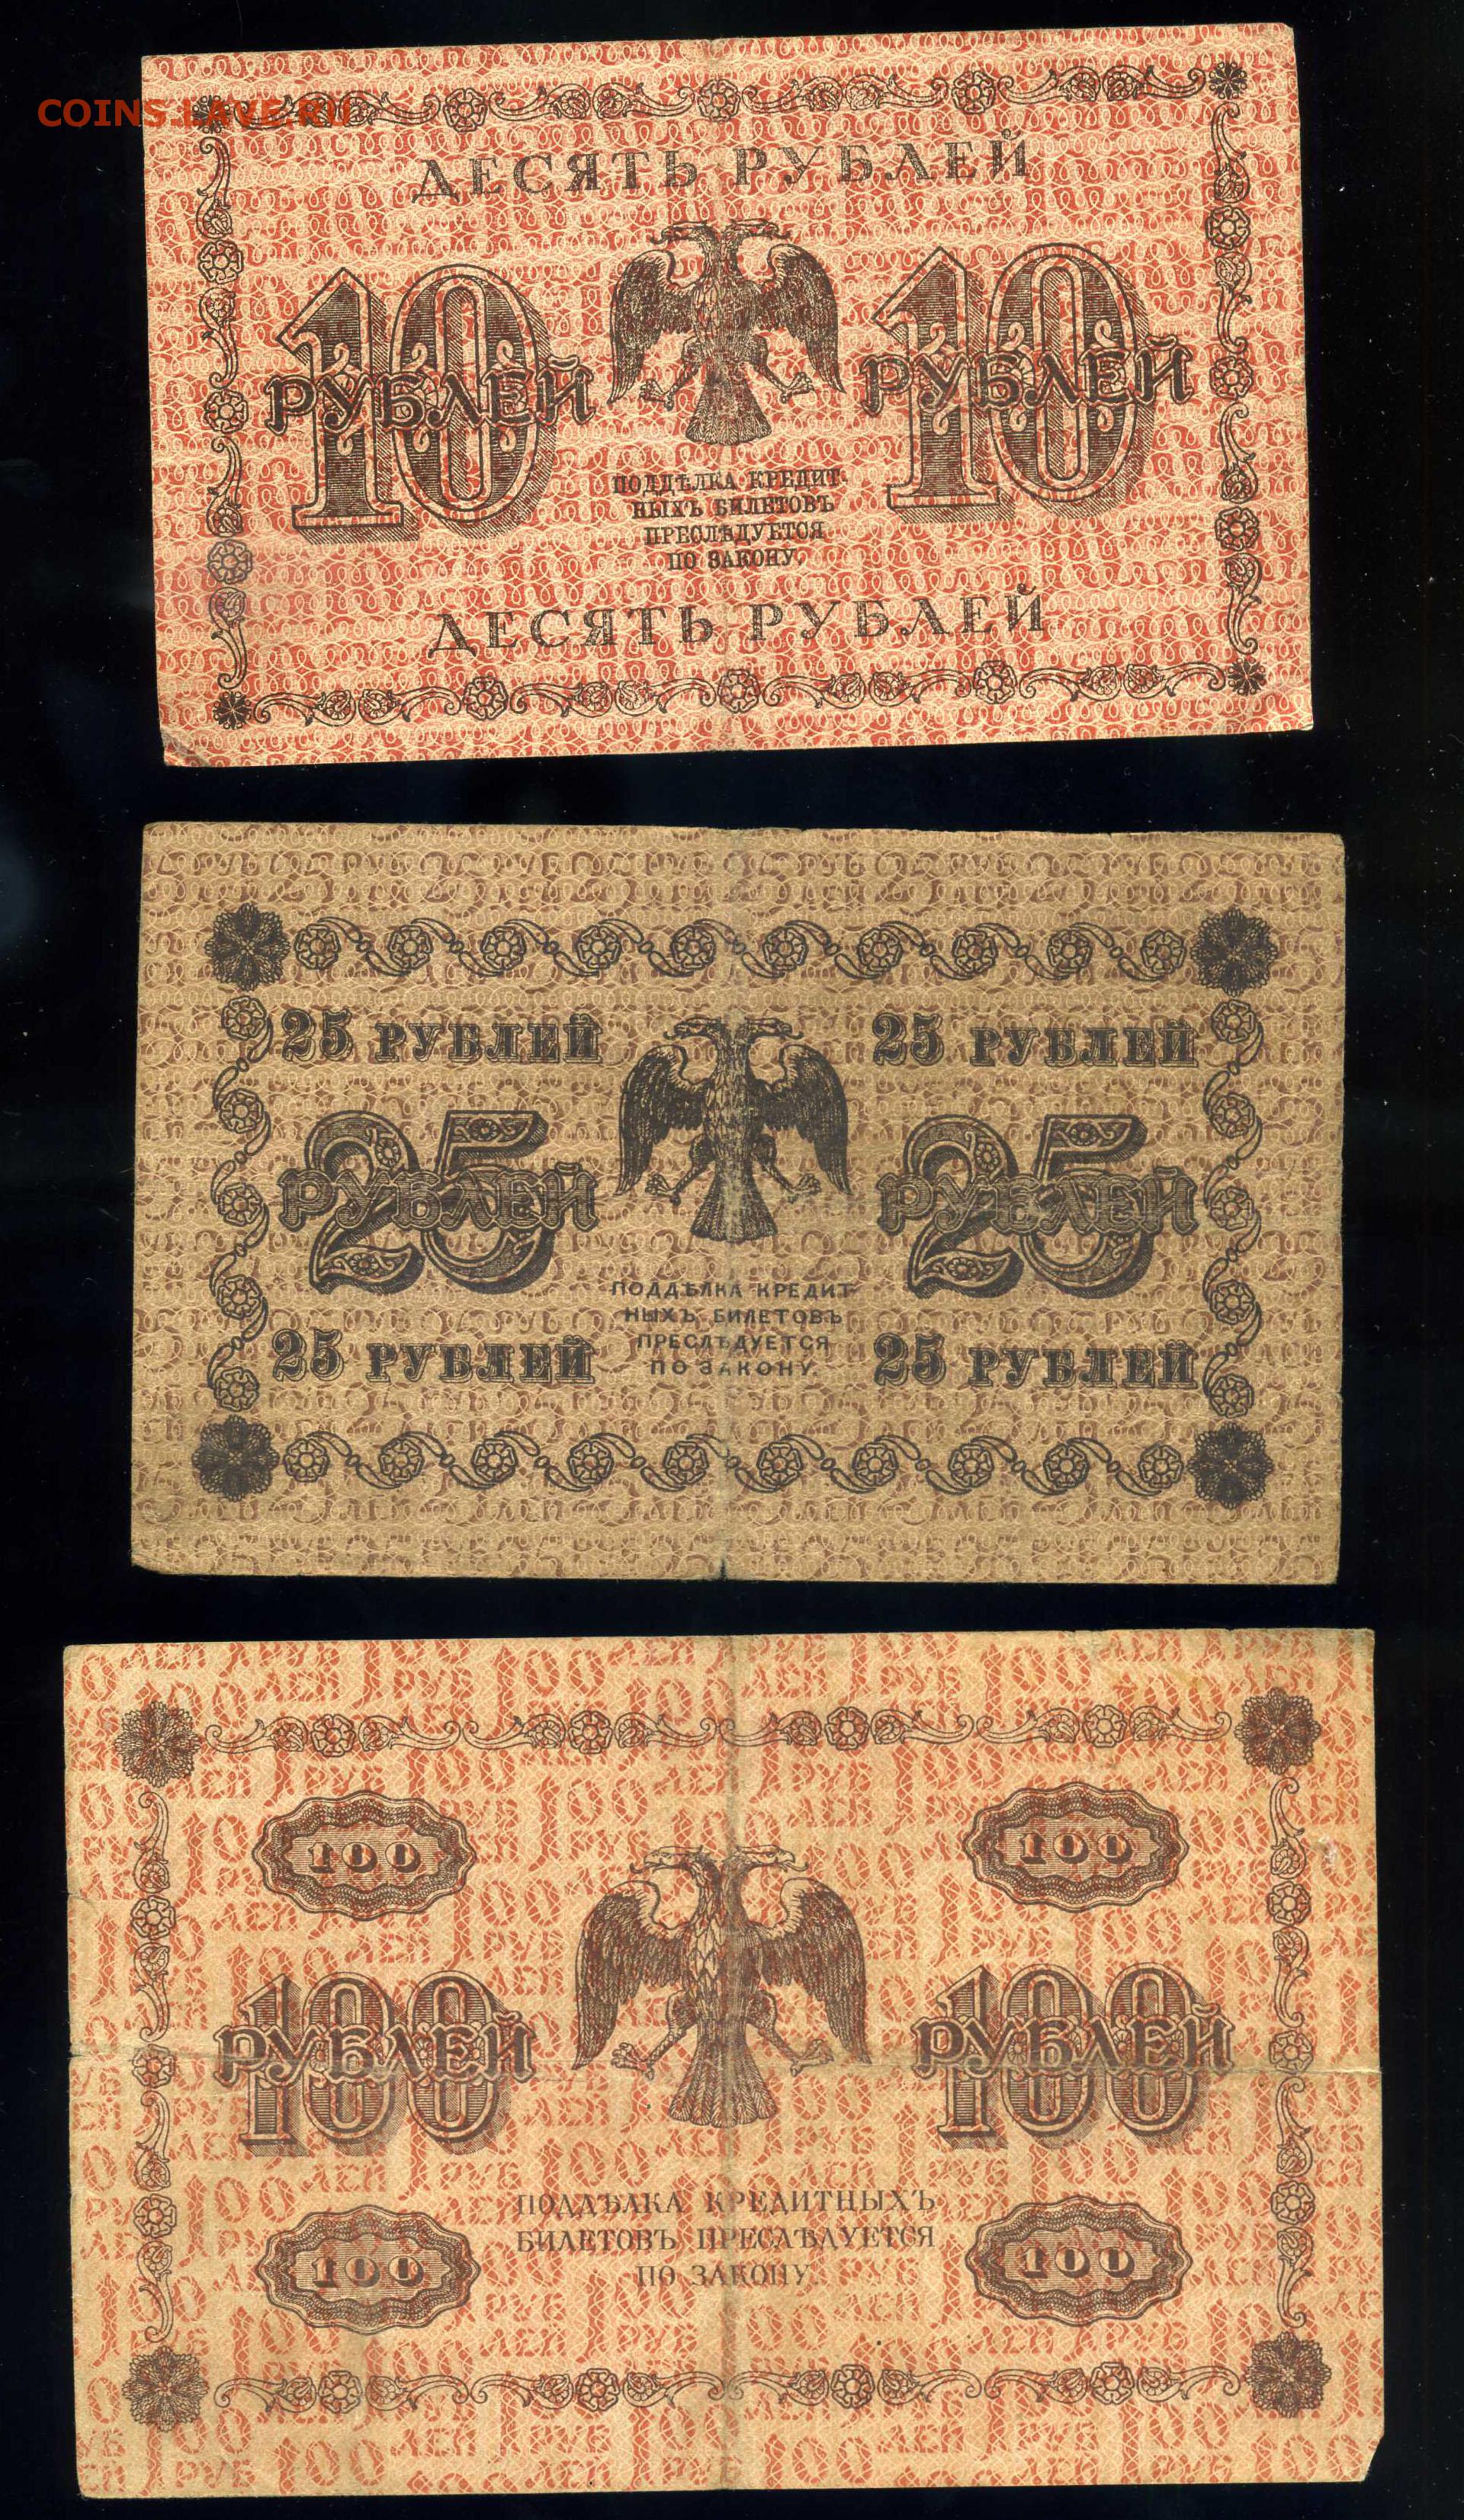 COINS.LAVE.RU
ДЕСЯТЬ РУБЛЕЙ
10 10
РУБЛЕЙ РУБЛЕЙ
ПОДДѢЛКА КРЕДИТ-
НЫХЪ БИЛЕТОВЪ
ПРЕСЛѢДУЕТСЯ
ПО ЗАКОНУ.
ДЕСЯТЬ РУБЛЕЙ
25 РУБЛЕЙ 25 РУБЛЕЙ
25 25
РУБЛЕЙ РУБЛЕЙ
ПОДДѢЛКА КРЕДИТ-
НЫХЪ БИЛЕТОВЪ
ПРЕСЛѢДУЕТСЯ
ПО ЗАКОНУ.
25 РУБЛЕЙ 25 РУБЛЕЙ
100 100
100 100
РУБЛЕЙ РУБЛЕЙ
ПОДДѢЛКА КРЕДИТНЫХЪ
БИЛЕТОВЪ ПРЕСЛѢДУЕТСЯ
ПО ЗАКОНУ.
100 100